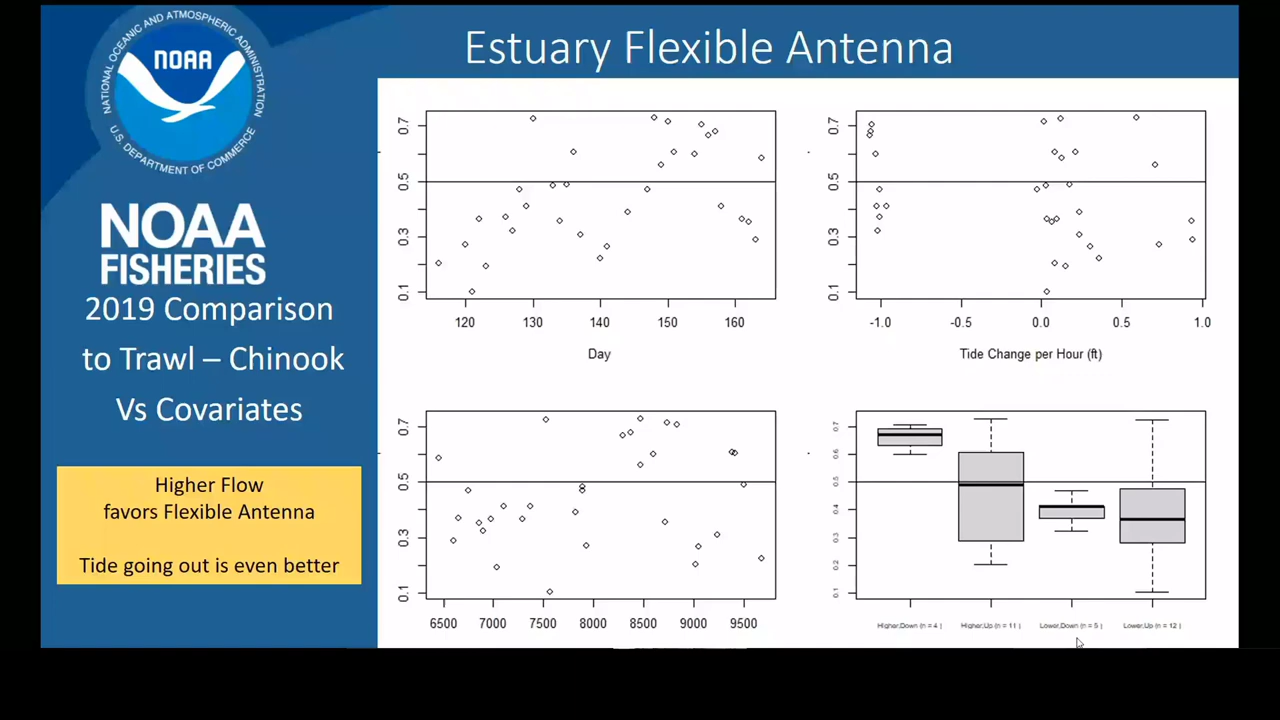 NATIONAL OCEANIC AND ATMOSPHERIC ADMINISTRATION
NOAA
U.S. DEPARTMENT OF COMMERCE
NOAA
FISHERIES
2019 Comparison
to Trawl – Chinook
Vs Covariates
Higher Flow
favors Flexible Antenna
Tide going out is even better
Estuary Flexible Antenna
0.7
0.5
0.3
0.1
120 130 140 150 160
Day
0.7
0.5
0.3
0.1
-1.0 -0.5 0.0 0.5 1.0
Tide Change per Hour (ft)
0.7
0.5
0.3
0.1
6500 7000 7500 8000 8500 9000 9500
0.7
0.6
0.5
0.4
0.3
0.2
0.1
Higher,Down (n = 4 ) Higher,Up (n = 11 ) Lower,Down (n = 5 ) Lower,Up (n = 12 )